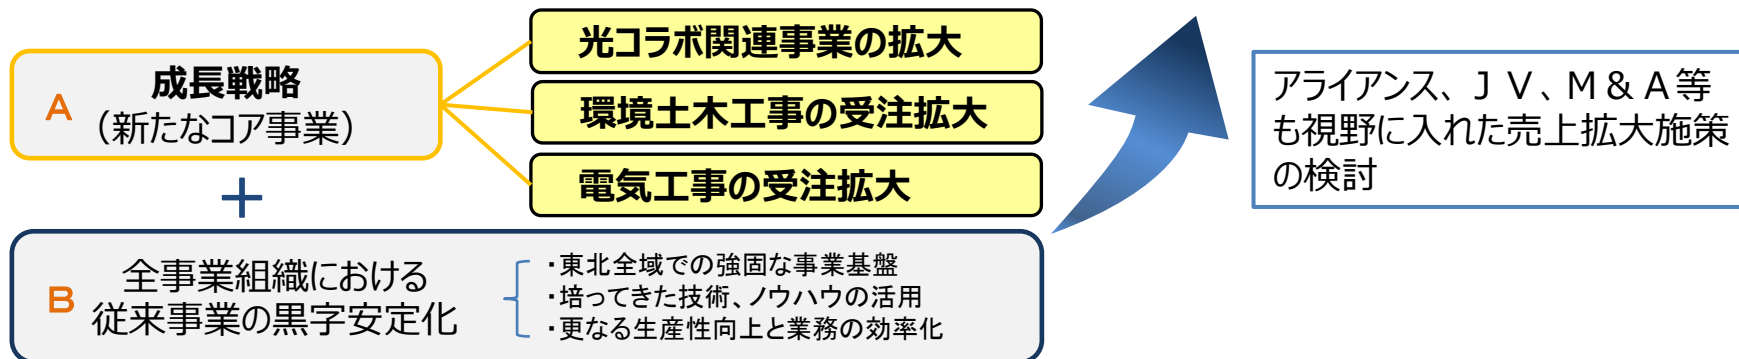 A
成長戦略
（新たなコア事業）
光コラボ関連事業の拡大
環境土木工事の受注拡大
電気工事の受注拡大
＋
B
全事業組織における
従来事業の黒字安定化
・東北全域での強固な事業基盤
・培ってきた技術、ノウハウの活用
・更なる生産性向上と業務の効率化
アライアンス、ＪＶ、Ｍ＆Ａ等
も視野に入れた売上拡大施策
の検討